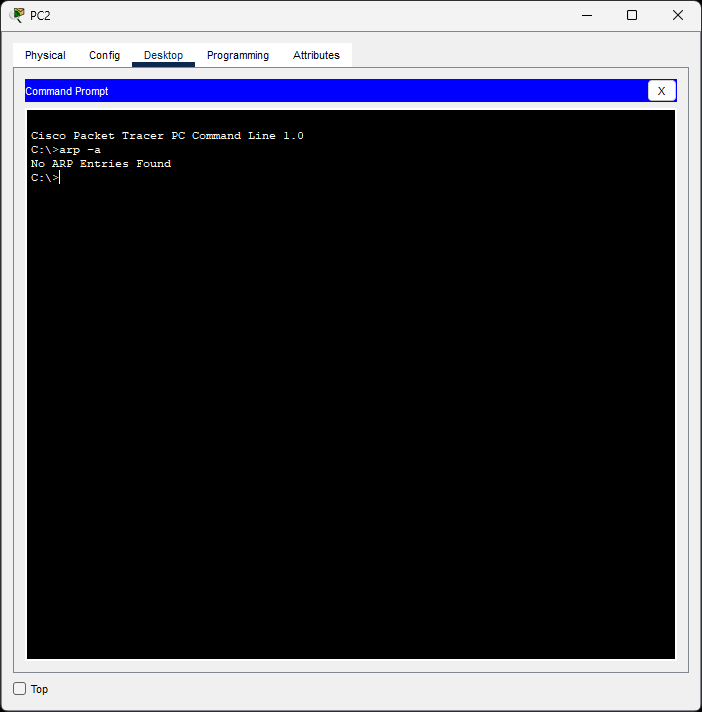 PC2
Physical Config Desktop Programming Attributes
Command Prompt X
Cisco Packet Tracer PC Command Line 1.0
C:\>arp -a
No ARP Entries Found
C:\>
Top